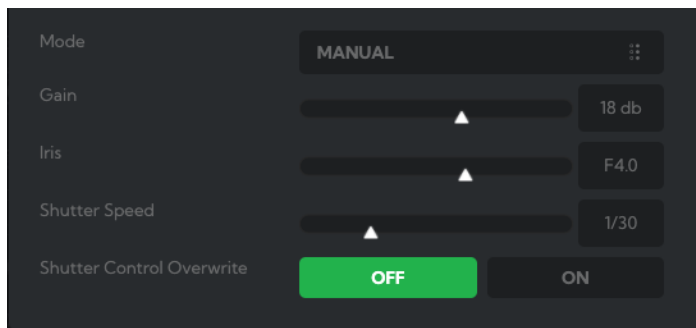 Mode
MANUAL
Gain
18 db
Iris
F4.0
Shutter Speed
1/30
Shutter Control Overwrite
OFF
ON